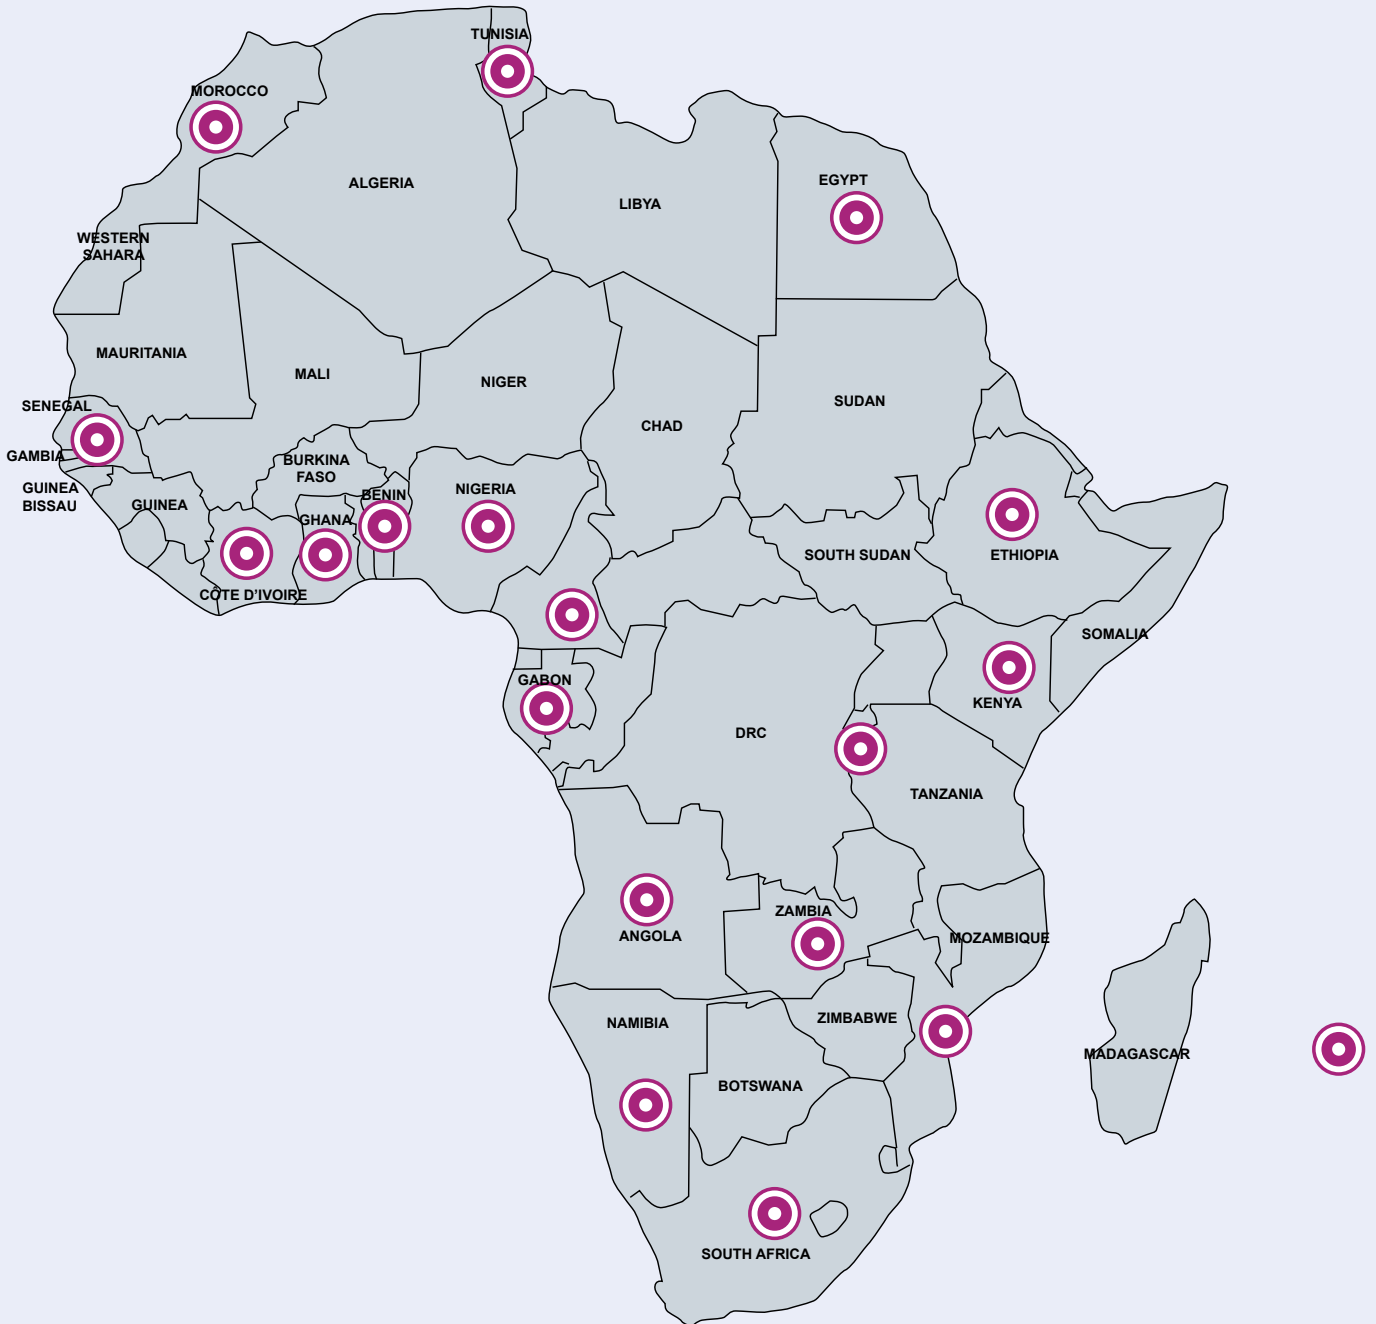 TUNISIA
MOROCCO
ALGERIA
EGYPT
LIBYA
WESTERN
SAHARA
MAURITANIA
MALI
NIGER
SUDAN
SENEGAL
CHAD
GAMBIA
BURKINA
FASO
GUINEA
BISSAU
GUINEA
BENIN
NIGERIA
GHANA
SOUTH SUDAN
ETHIOPIA
CÔTE D'IVOIRE
SOMALIA
GABON
KENYA
DRC
TANZANIA
ZAMBIA
ANGOLA
MOZAMBIQUE
NAMIBIA
ZIMBABWE
MADAGASCAR
BOTSWANA
SOUTH AFRICA